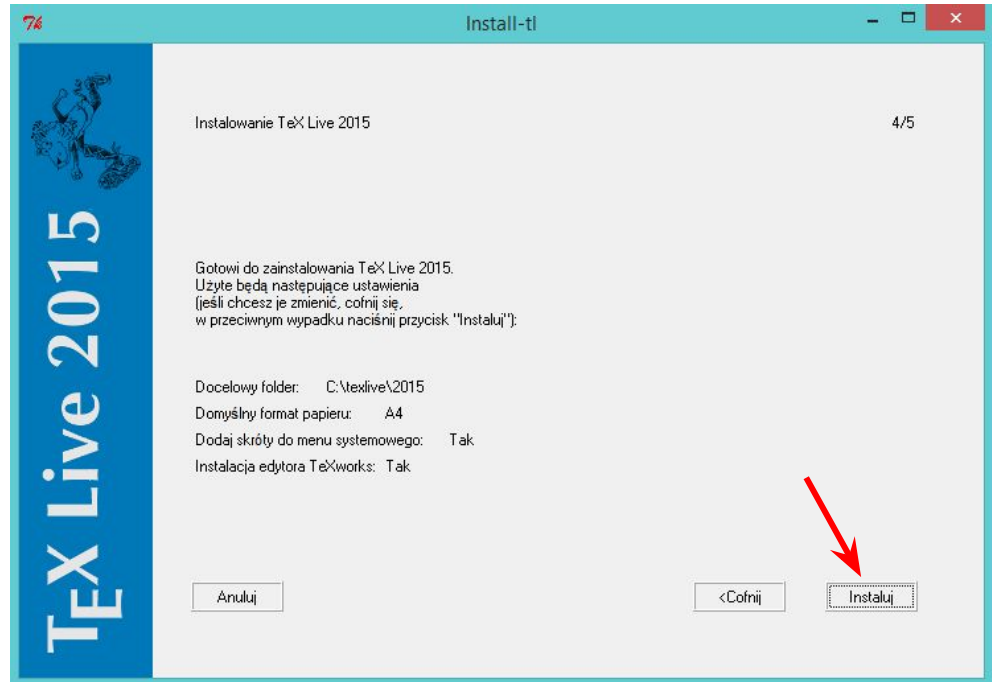 Install-tl
Instalowanie TeX Live 2015
4/5
TEX Live 2015
Gotowi do zainstalowania TeX Live 2015.
Użyte będą następujące ustawienia
(jeśli chcesz je zmienić, cofnij się,
w przeciwnym wypadku naciśnij przycisk "Instaluj"):
Docelowy folder: C:\texlive\2015
Domyślny format papieru: A4
Dodaj skróty do menu systemowego: Tak
Instalacja edytora TeXworks: Tak
Anuluj
<Cofnij
Instaluj